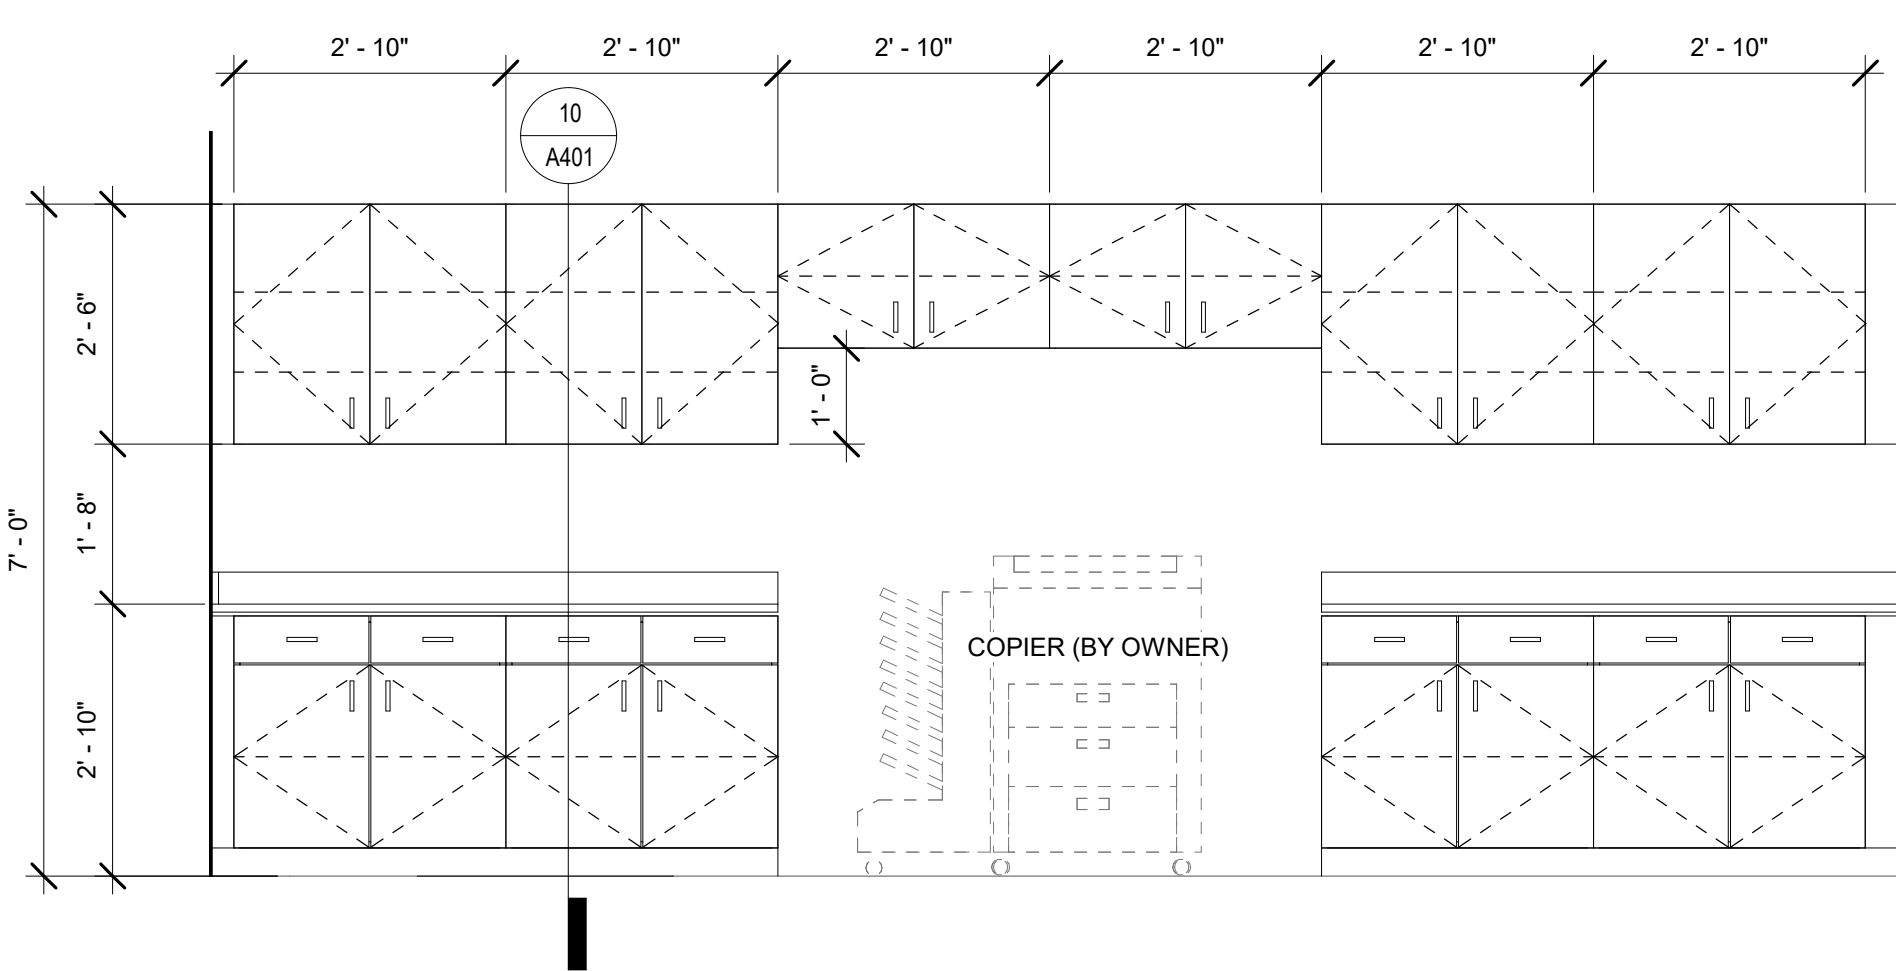 2' - 10" 2' - 10" 2' - 10" 2' - 10" 2' - 10" 2' - 10"
10
A401
2' - 6"
1' - 0"
1' - 8"
7' - 0"
COPIER (BY OWNER)
2' - 10"